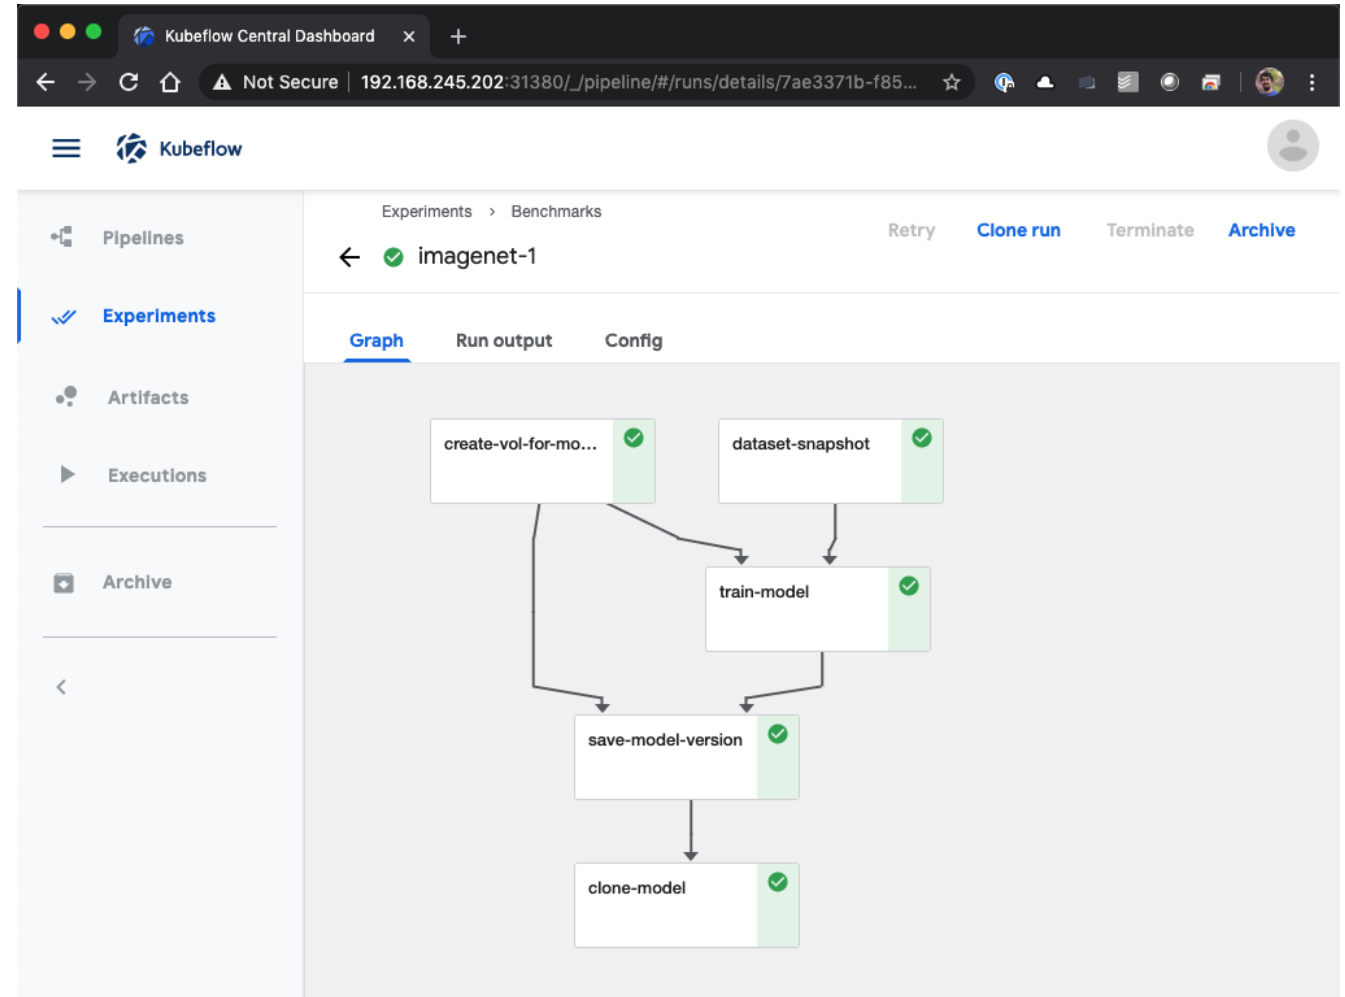 Kubeflow Central Dashboard
Not Secure | 192.168.245.202:31380/_/pipeline/#/runs/details/7ae3371b-f85...
Kubeflow
Experiments > Benchmarks
Retry Clone run Terminate Archive
imagenet-1
Pipelines
Experiments
Artifacts
Executions
Archive
Graph Run output Config
create-vol-for-mo...
dataset-snapshot
train-model
save-model-version
clone-model